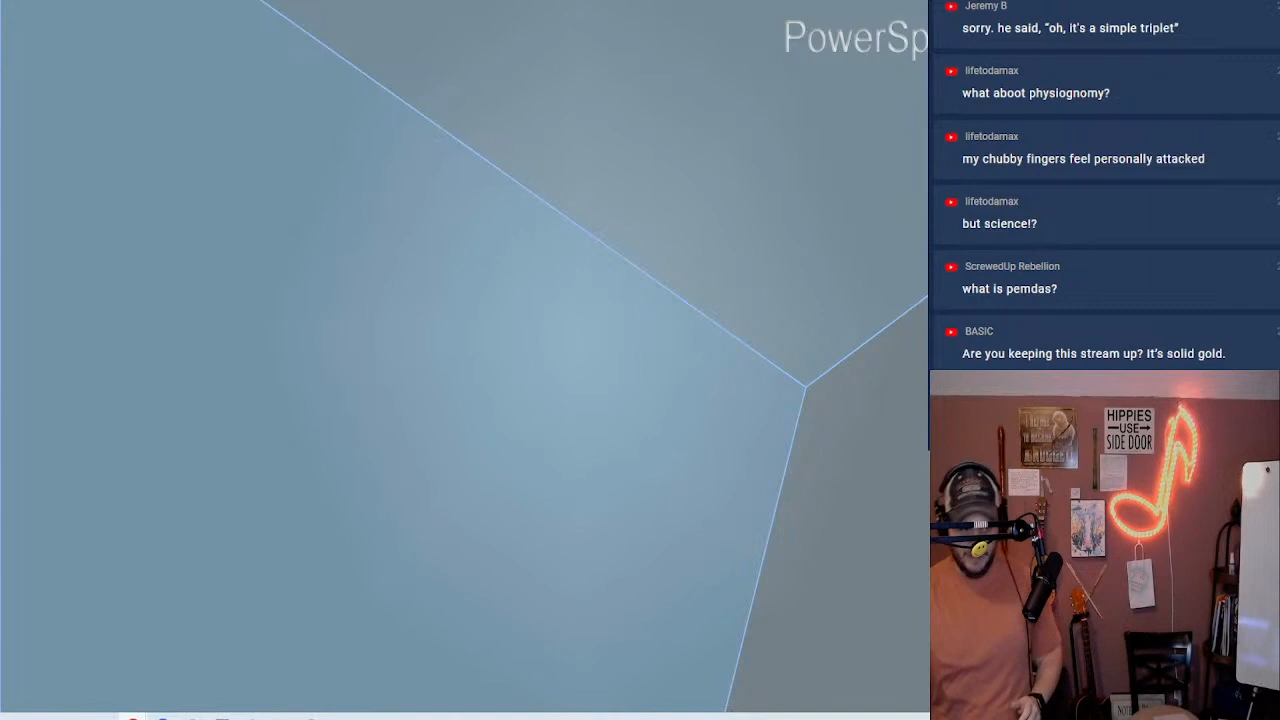 PowerSp
Jeremy B
sorry. he said, “oh, it's a simple triplet”
lifetodamax
what aboot physiognomy?
lifetodamax
my chubby fingers feel personally attacked
lifetodamax
but science!?
ScrewedUp Rebellion
what is pemdas?
BASIC
Are you keeping this stream up? It's solid gold.
HIPPIES
USE
SIDE DOOR